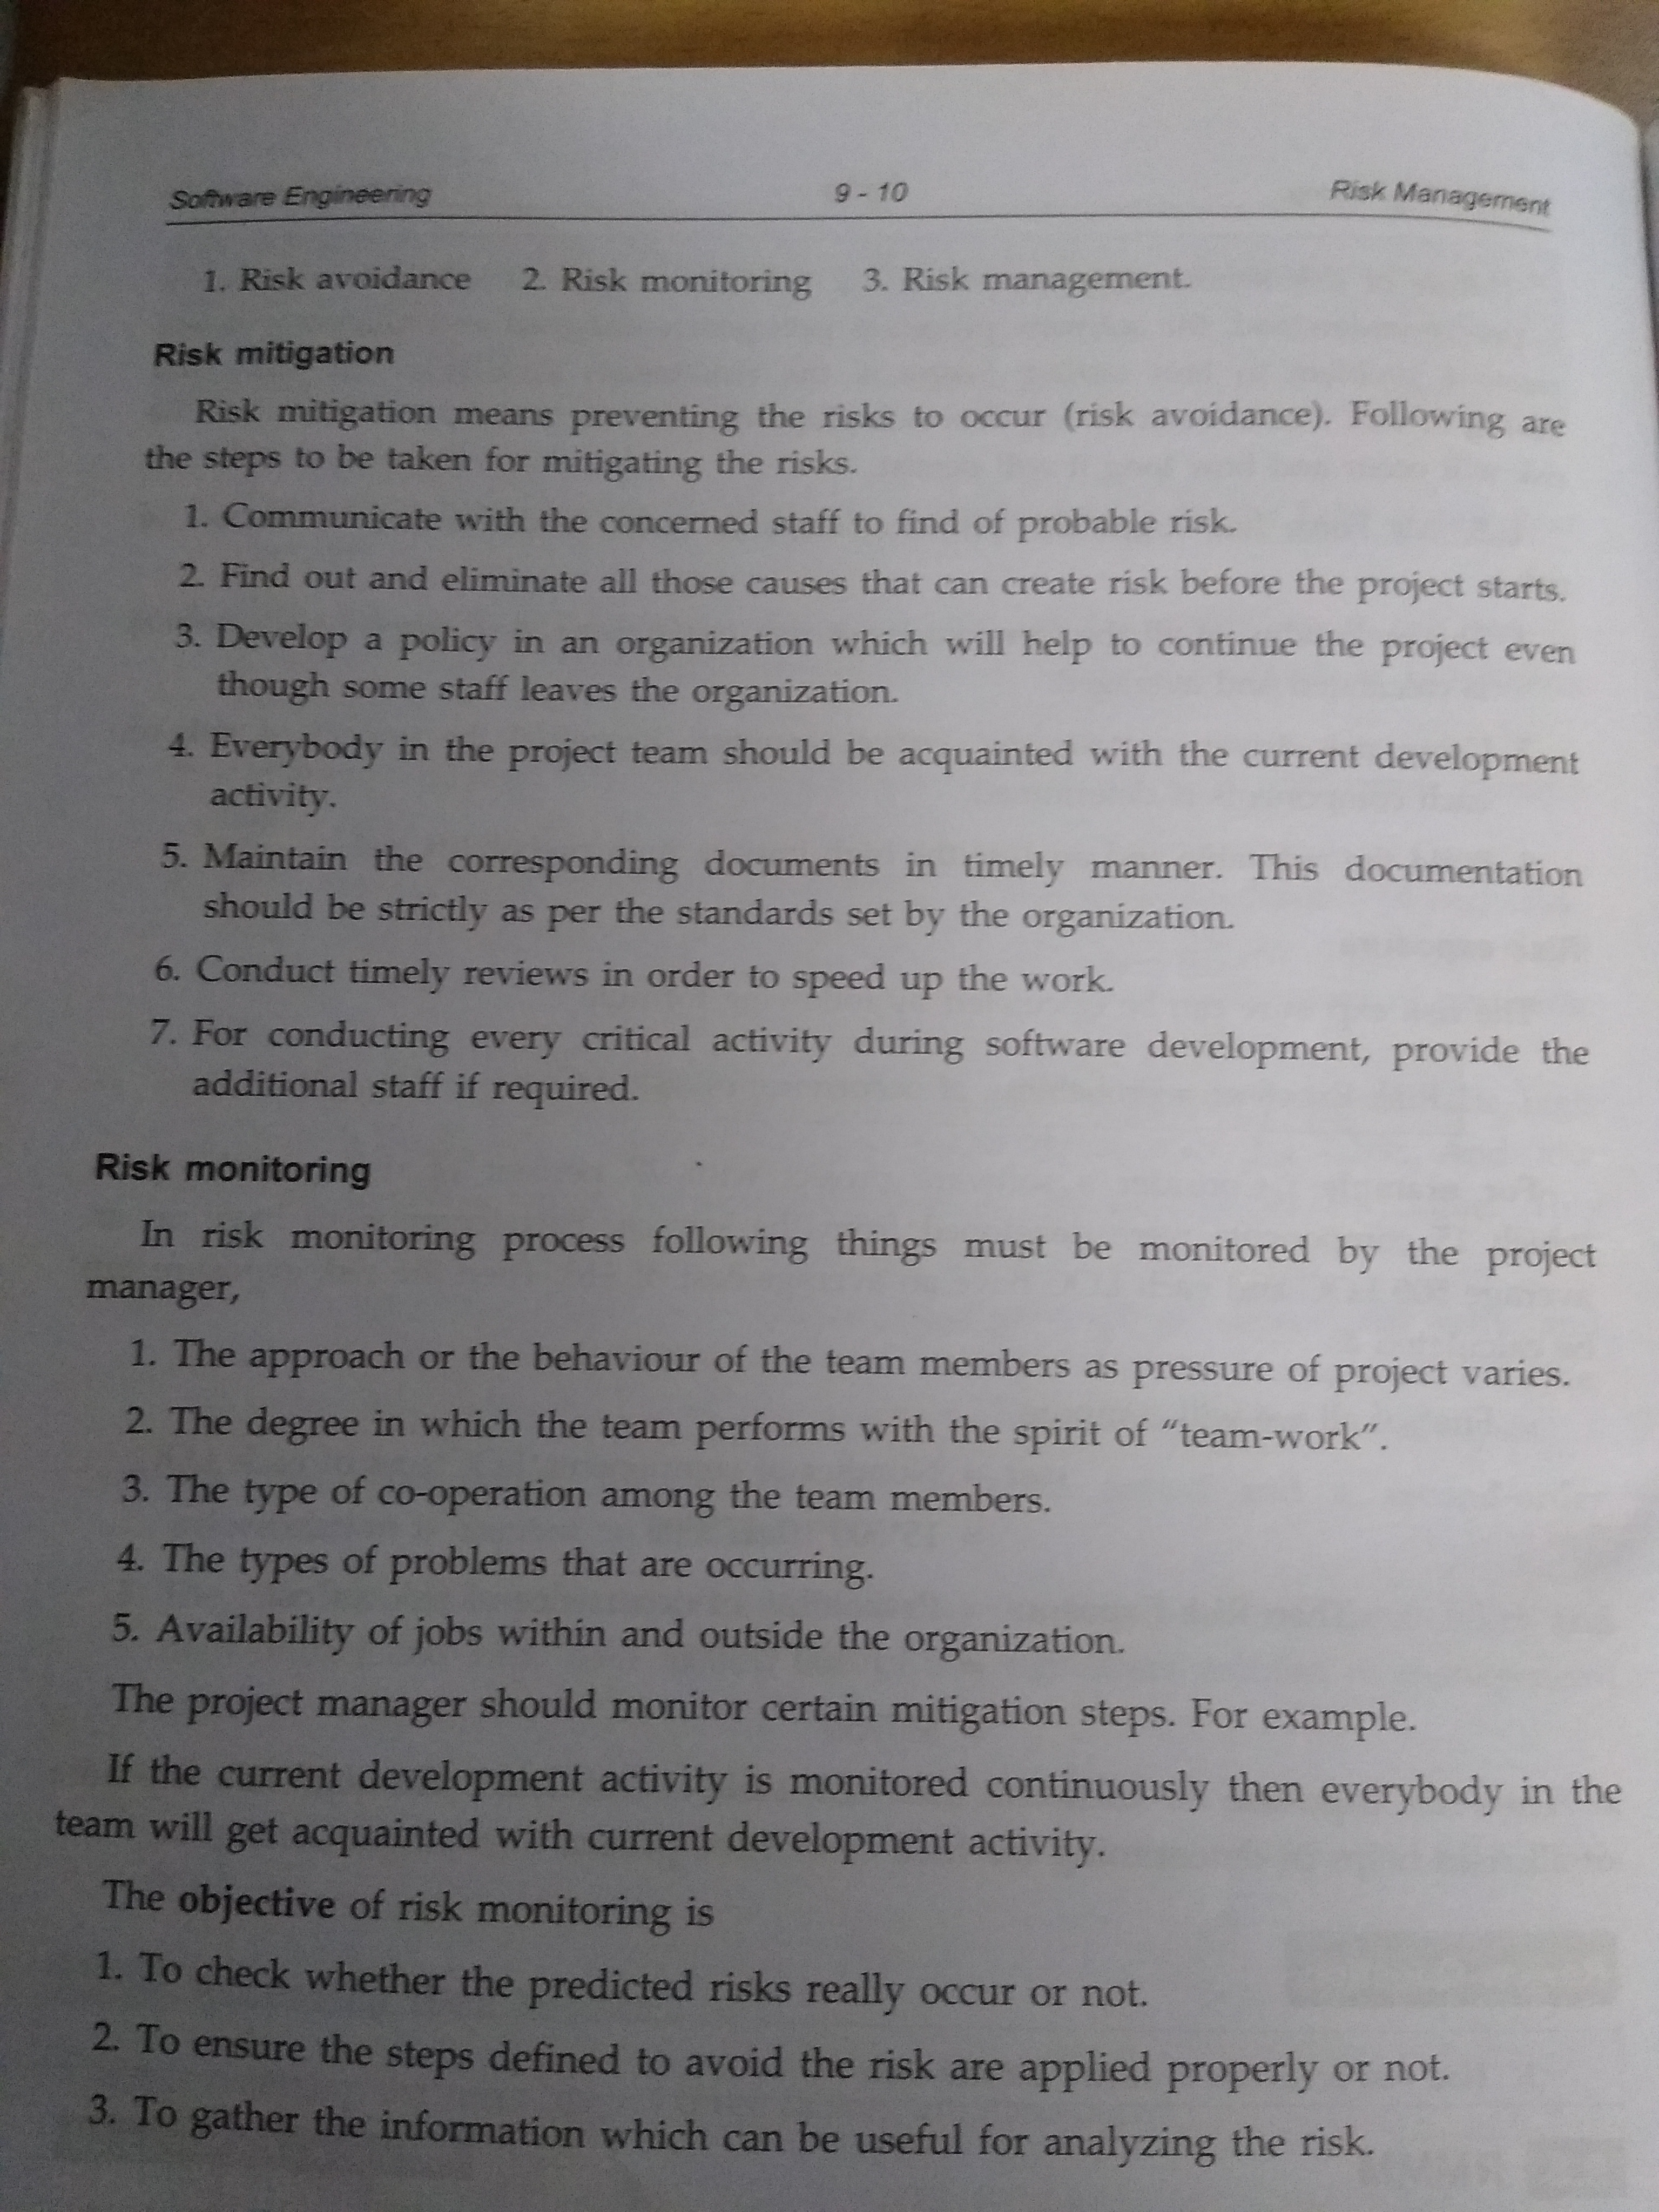 Software Engineering 9 - 10 Risk Management
1. Risk avoidance 2. Risk monitoring 3. Risk management.
Risk mitigation
Risk mitigation means preventing the risks to occur (risk avoidance). Following are
the steps to be taken for mitigating the risks.
1. Communicate with the concerned staff to find of probable risk.
2. Find out and eliminate all those causes that can create risk before the project starts.
3. Develop a policy in an organization which will help to continue the project even
though some staff leaves the organization.
4. Everybody in the project team should be acquainted with the current development
activity.
5. Maintain the corresponding documents in timely manner. This documentation
should be strictly as per the standards set by the organization.
6. Conduct timely reviews in order to speed up the work.
7. For conducting every critical activity during software development, provide the
additional staff if required.
Risk monitoring
In risk monitoring process following things must be monitored by the project
manager,
1. The approach or the behaviour of the team members as pressure of project varies.
2. The degree in which the team performs with the spirit of “team-work”.
3. The type of co-operation among the team members.
4. The types of problems that are occurring.
5. Availability of jobs within and outside the organization.
The project manager should monitor certain mitigation steps. For example.
If the current development activity is monitored continuously then everybody in the
team will get acquainted with current development activity.
The objective of risk monitoring is
1. To check whether the predicted risks really occur or not.
2. To ensure the steps defined to avoid the risk are applied properly or not.
3. To gather the information which can be useful for analyzing the risk.